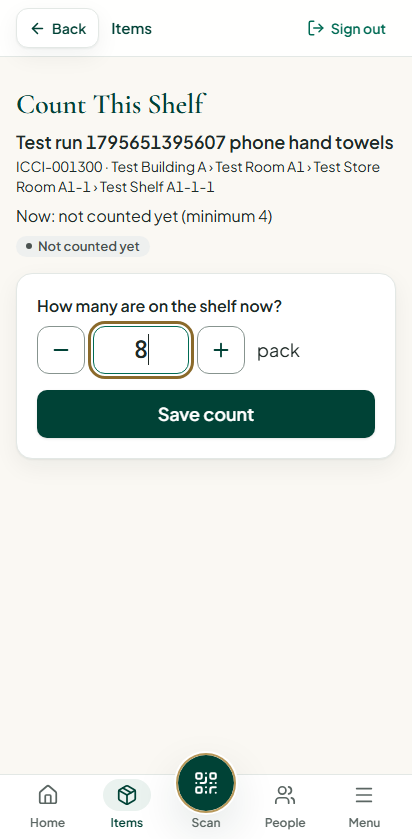 Back
Items
Sign out
Count This Shelf
Test run 1795651395607 phone hand towels
ICCI-001300 · Test Building A › Test Room A1 › Test Store
Room A1-1 › Test Shelf A1-1-1
Now: not counted yet (minimum 4)
Not counted yet
How many are on the shelf now?
8
pack
Save count
Home
Items
Scan
People
Menu